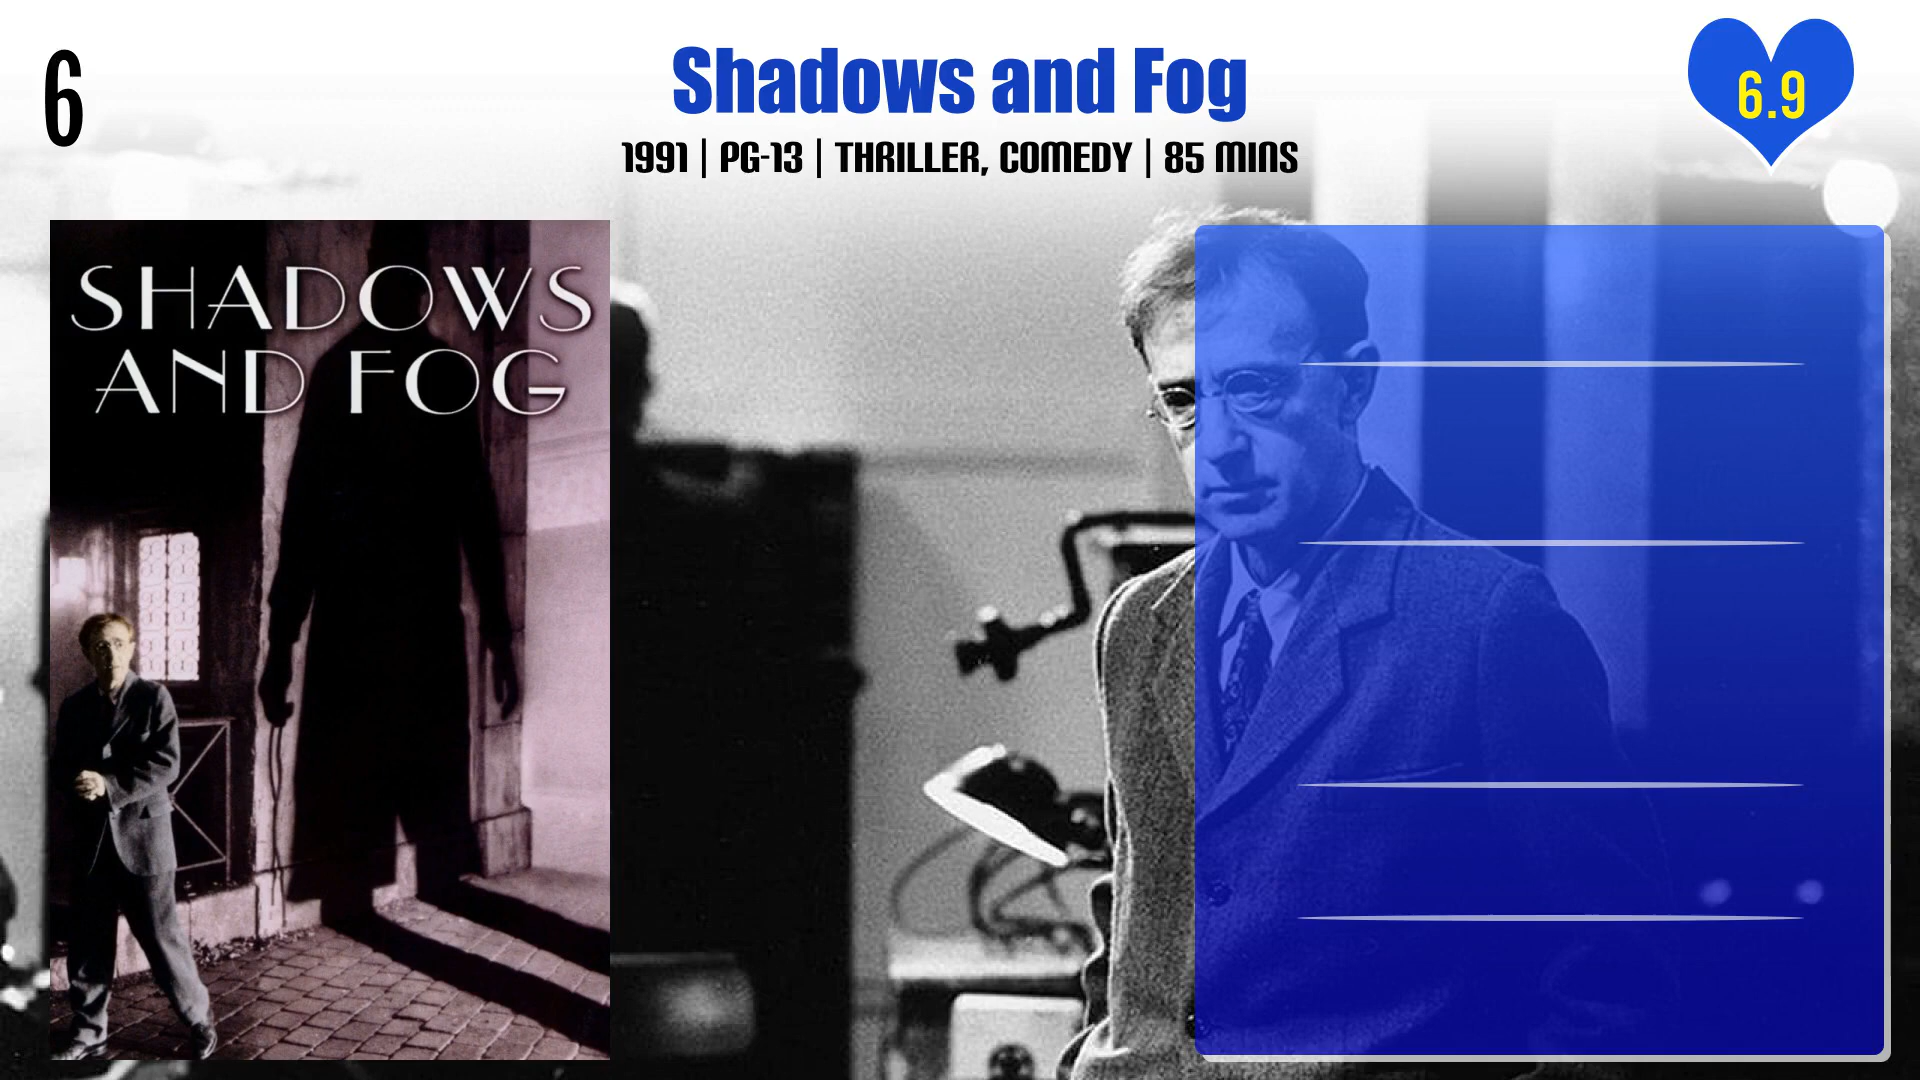 6
Shadows and Fog
6.9
1991 | PG-13 | THRILLER, COMEDY | 85 MINS
SHADOWS
AND FOG